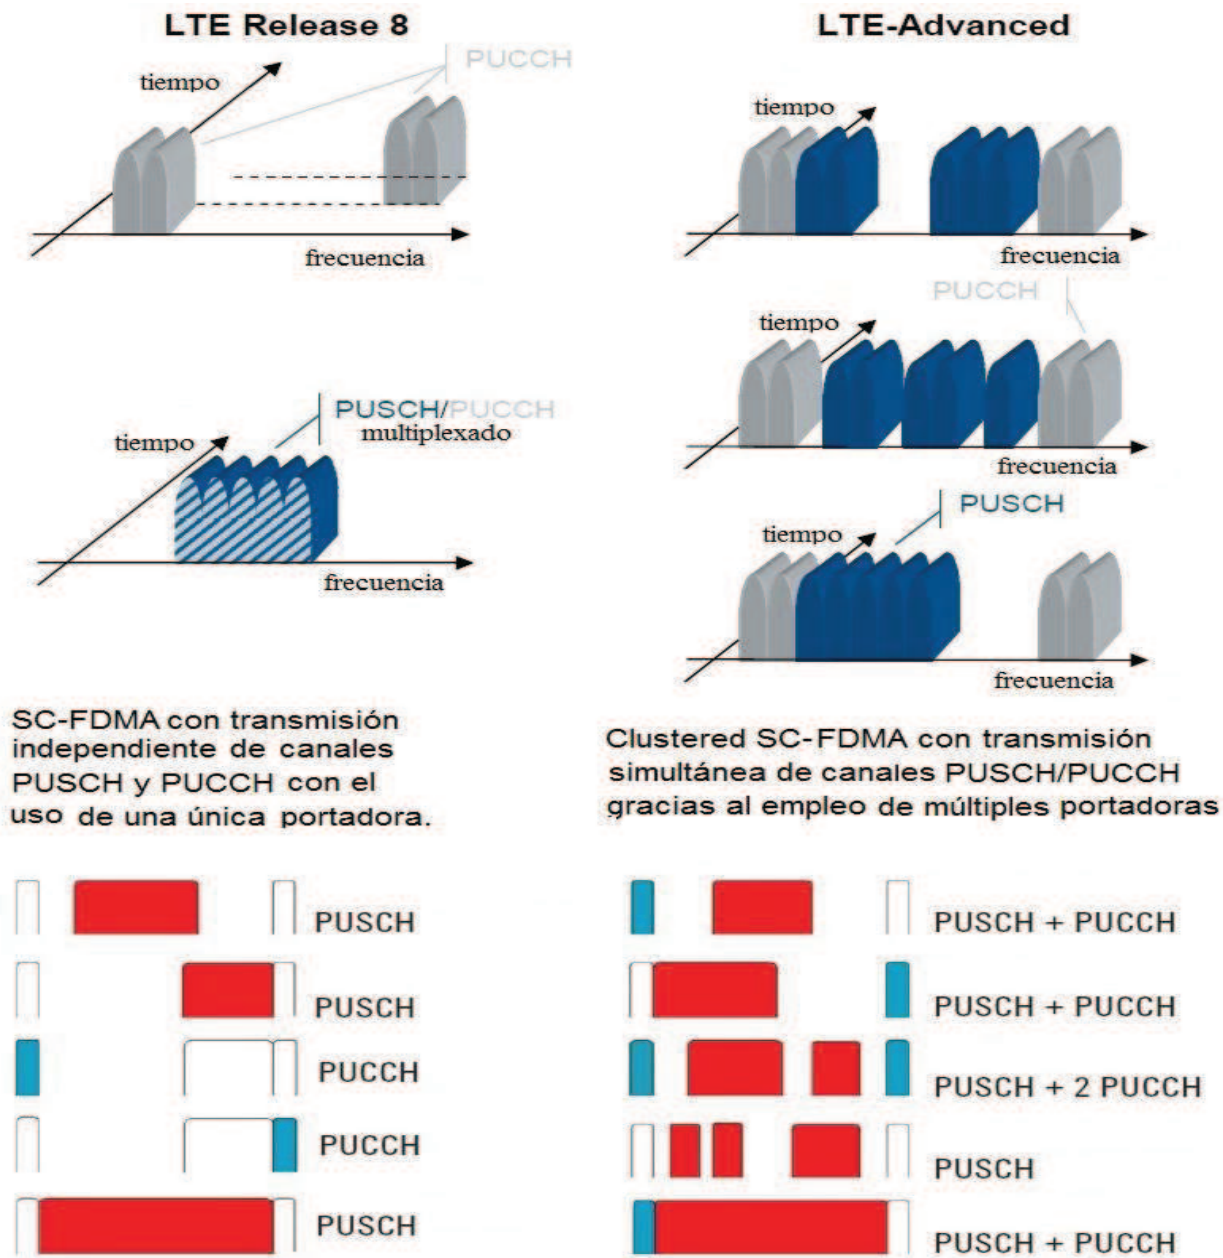 LTE Release 8
PUCCH
tiempo
frecuencia
PUSCH/PUCCH
multiplexado
tiempo
frecuencia
SC-FDMA con transmisión
independiente de canales
PUSCH y PUCCH con el
uso de una única portadora.
PUSCH
PUSCH
PUCCH
PUCCH
PUSCH
LTE-Advanced
tiempo
frecuencia
PUCCH
tiempo
frecuencia
PUSCH
tiempo
frecuencia
Clustered SC-FDMA con transmisión
simultánea de canales PUSCH/PUCCH
gracias al empleo de múltiples portadoras
PUSCH + PUCCH
PUSCH + PUCCH
PUSCH + 2 PUCCH
PUSCH
PUSCH + PUCCH